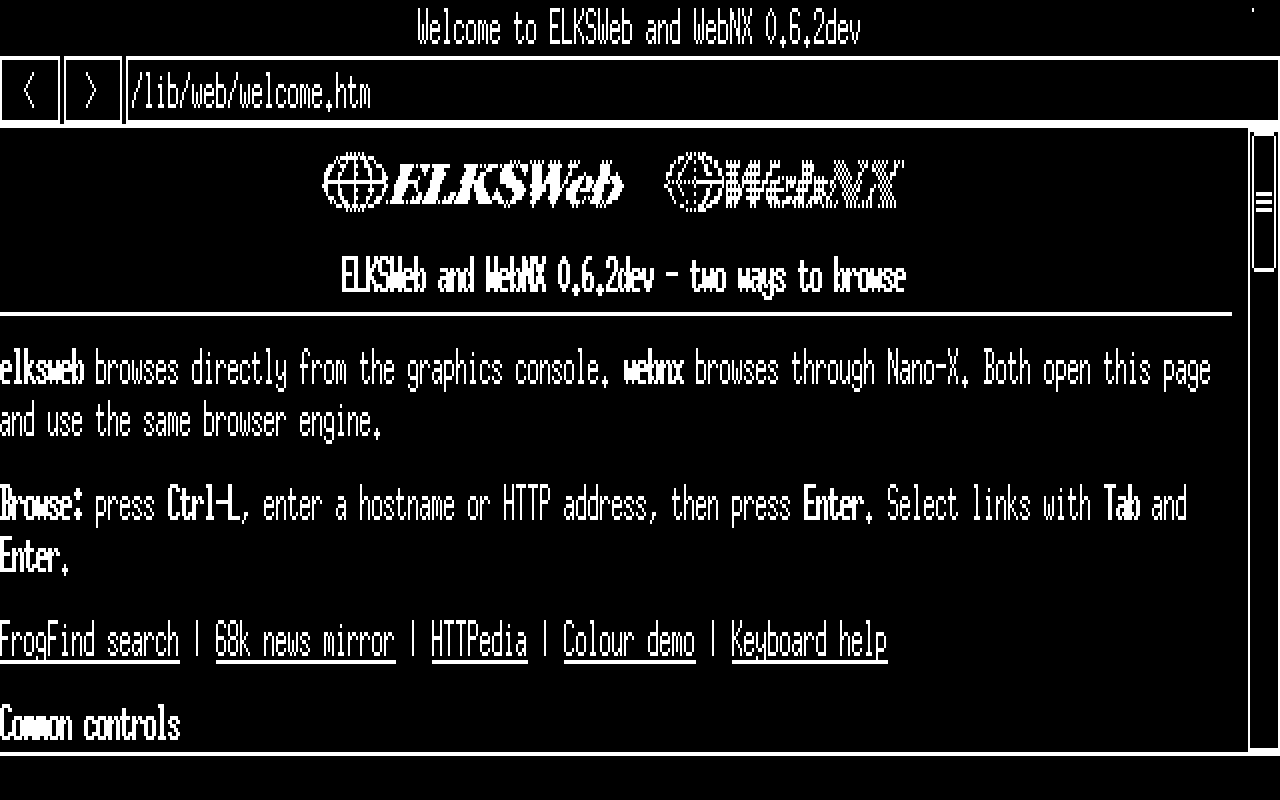 Welcome to ELKSWeb and WebNX 0.6.2dev
< > /lib/web/welcome.htm
ELKSWeb WebNX
ELKSWeb and WebNX 0.6.2dev - two ways to browse
elksweb browses directly from the graphics console. webnx browses through Nano-X. Both open this page
and use the same browser engine.
Browse: press Ctrl-L, enter a hostname or HTTP address, then press Enter. Select links with Tab and
Enter.
FrogFind search | 68k news mirror | HTTPedia | Colour demo | Keyboard help
Common controls